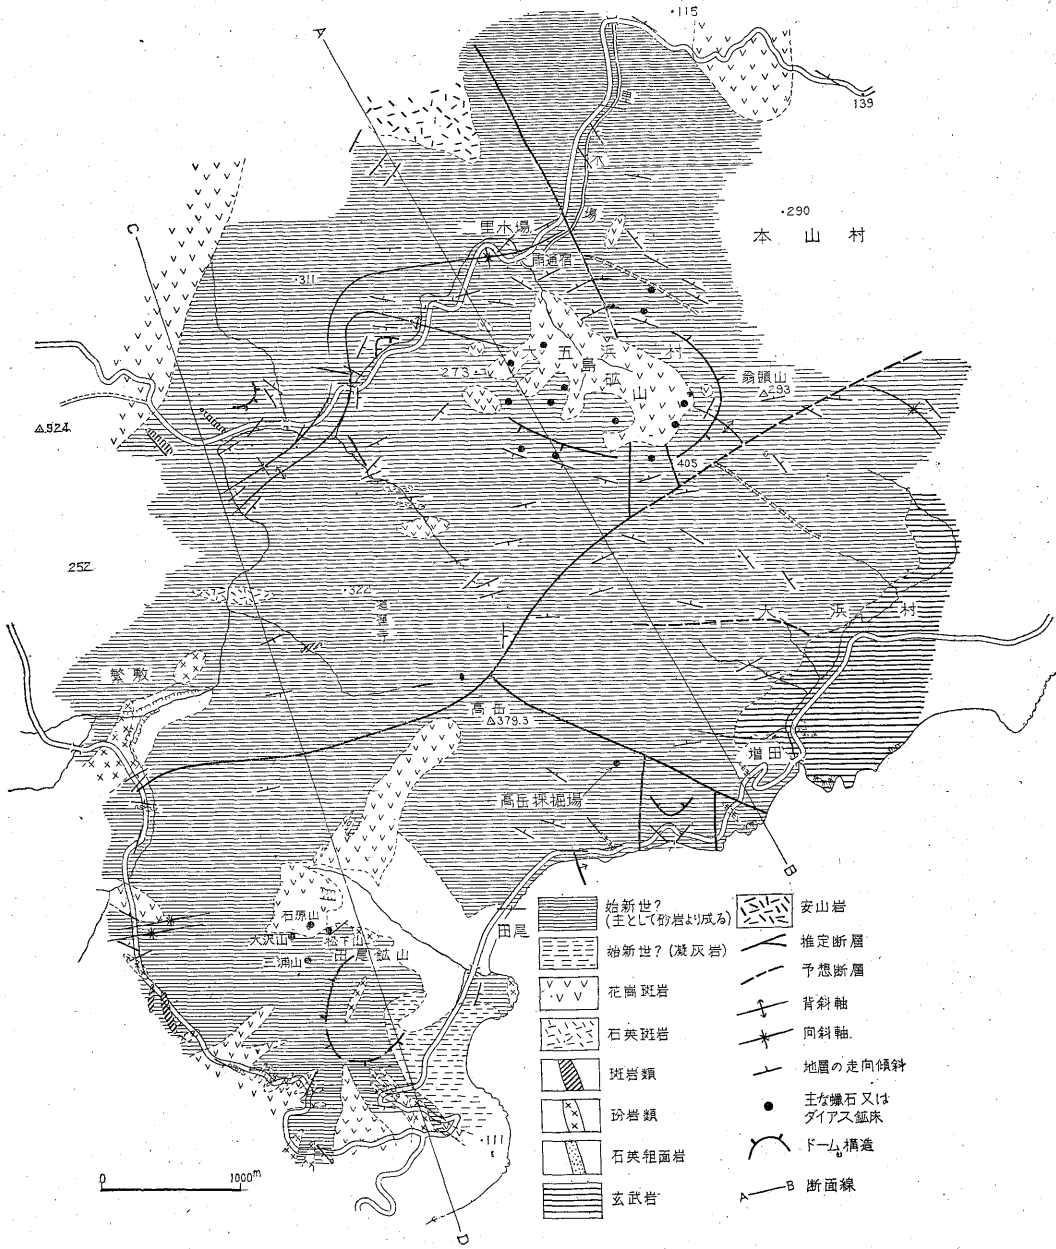 ・115
A
里
139
木
・290
場
本山村
二里木場
C
雨通宿
・311
大五浜村
島
273
砿
山
翁頭山
△293
△924
405
252
・322
大浜村
繁敷
高岳
△379.3
増田
高岳採掘場
B
石原山
大沢山
松下山
三浦山
田尾鉱山
田尾
・111
D
0 1000m
始新世?
(主として砂岩より成る)
始新世?(凝灰岩)
花崗斑岩
石英斑岩
斑岩類
玢岩類
石英粗面岩
玄武岩
安山岩
推定断層
予想断層
背斜軸
向斜軸
地層の走向傾斜
主な蠟石又は
ダイアス鉱床
ドーム構造
A B 断面線